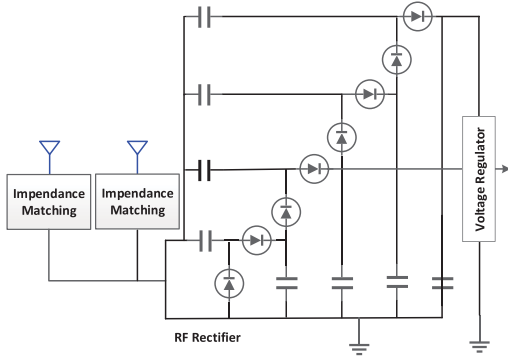 Impendance
Matching
Impendance
Matching
Voltage Regulator
RF Rectifier